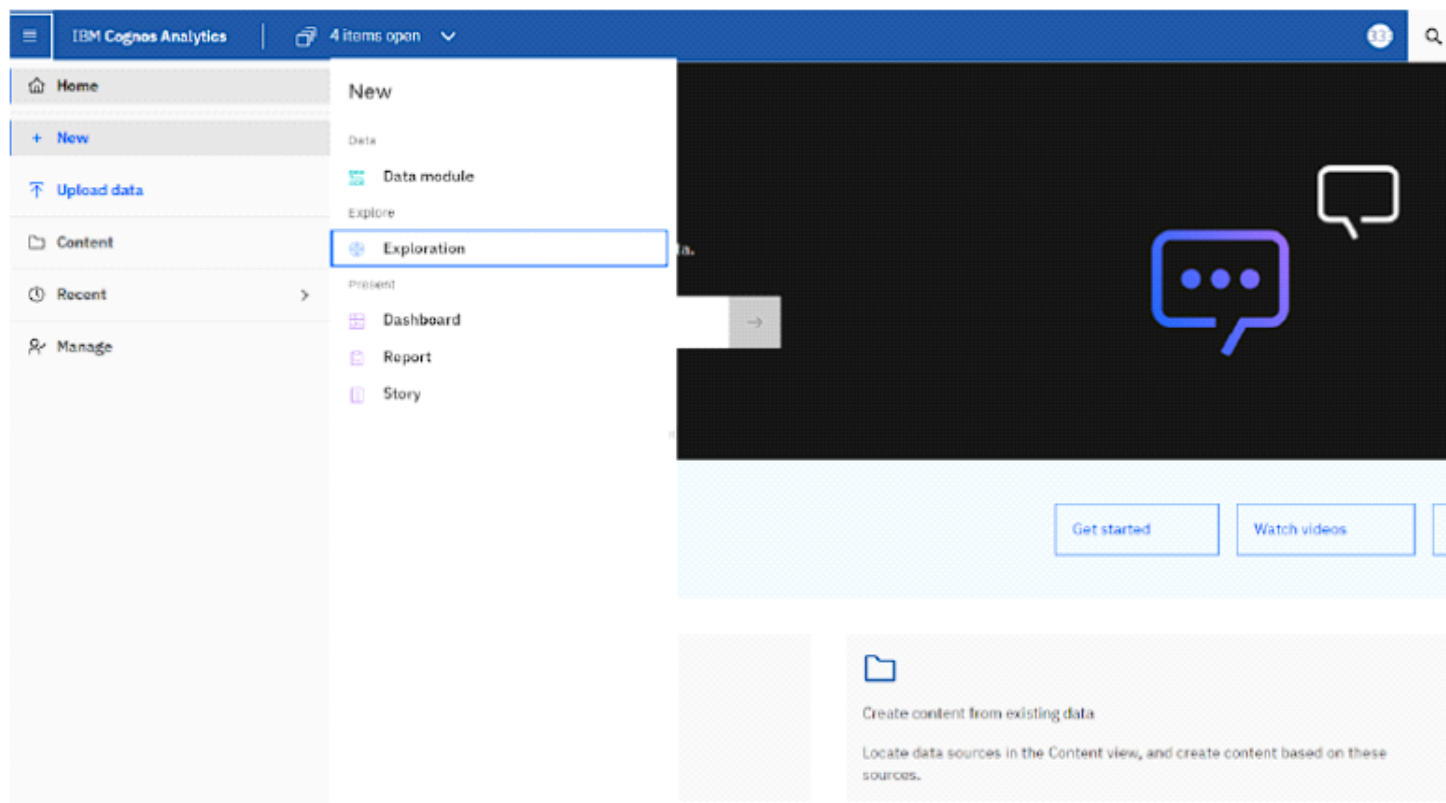 IBM Cognos Analytics
4 items open
Home
New
Upload data
Content
Recent
Manage
New
Data
Data module
Explore
Exploration
Present
Dashboard
Report
Story
ta.
Get started
Watch videos
Create content from existing data
Locate data sources in the Content view, and create content based on these
sources.